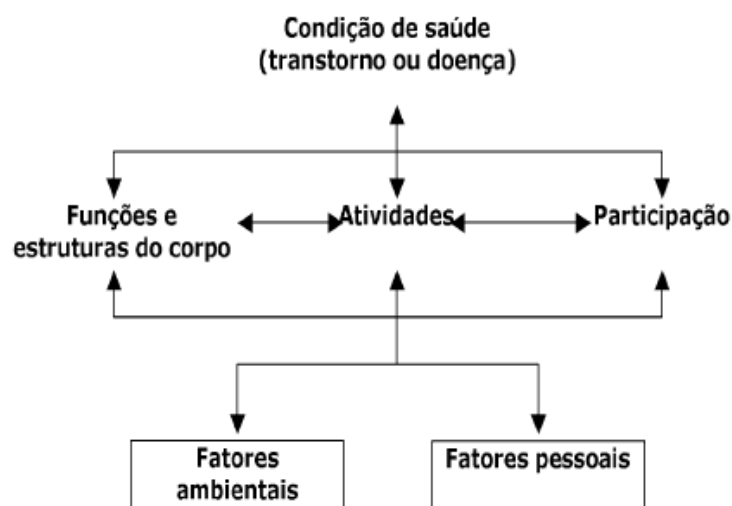 Condição de saúde
(transtorno ou doença)
Funções e
estruturas do corpo
Atividades
Participação
Fatores
ambientais
Fatores pessoais